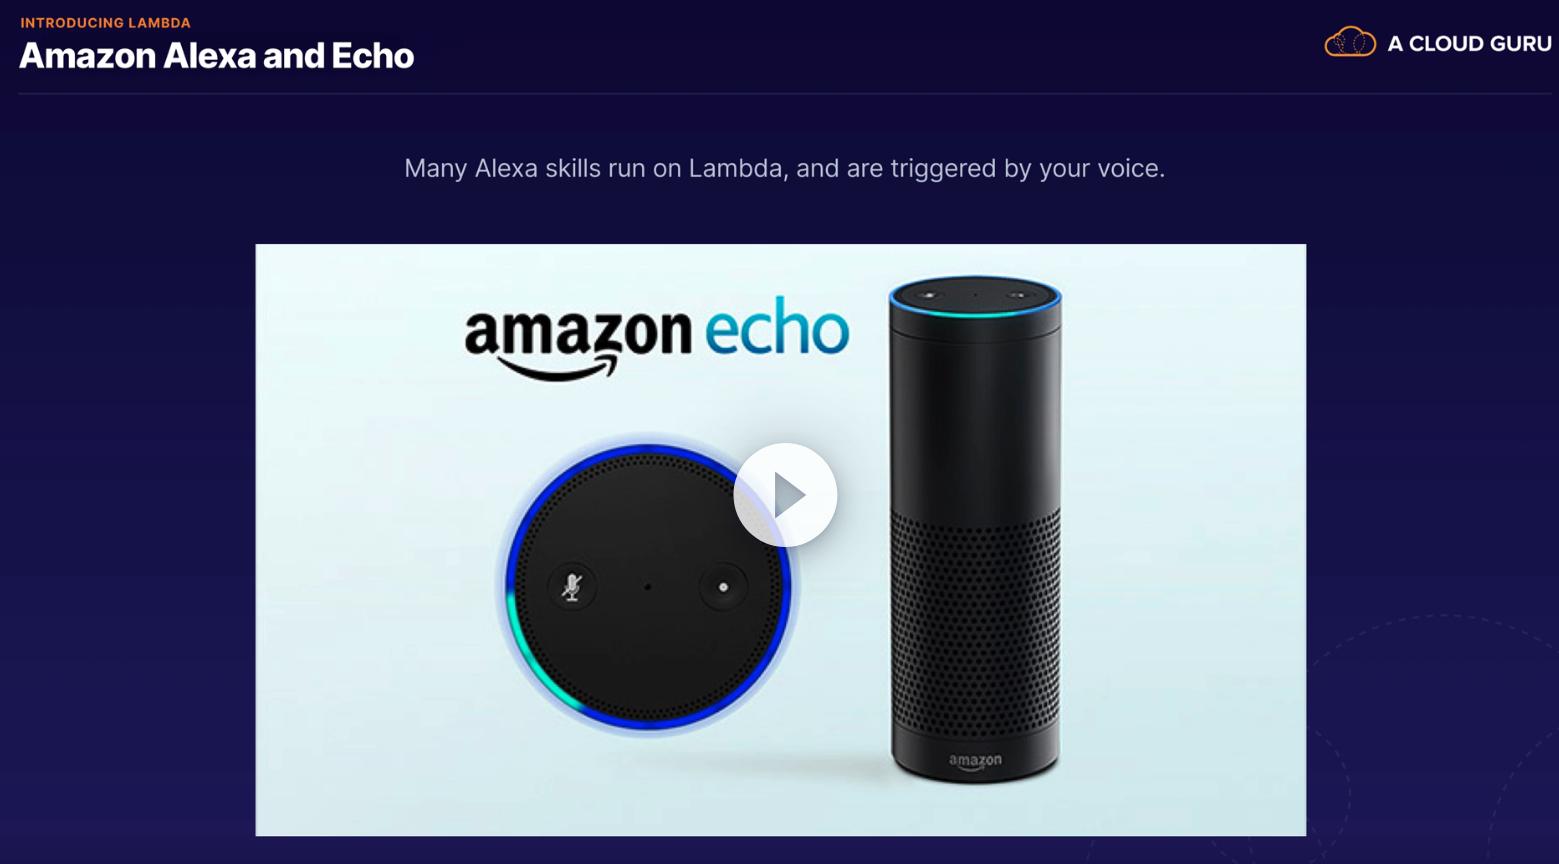 INTRODUCING LAMBDA
Amazon Alexa and Echo
A CLOUD GURU
Many Alexa skills run on Lambda, and are triggered by your voice.
amazon echo
amazon